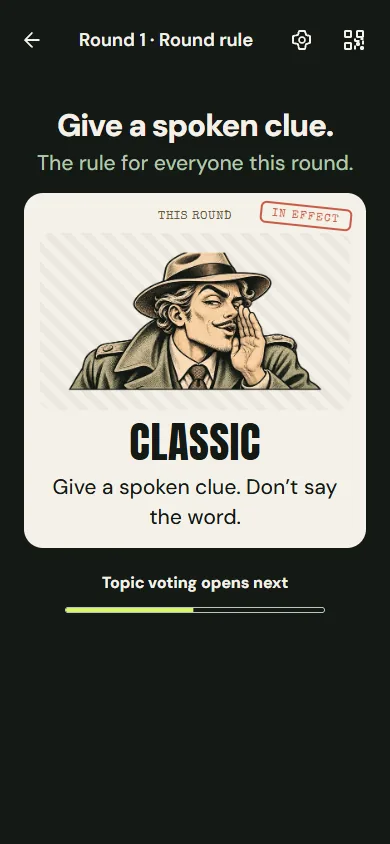 Round 1 · Round rule
Give a spoken clue.
The rule for everyone this round.
THIS ROUND
IN EFFECT
CLASSIC
Give a spoken clue. Don’t say
the word.
Topic voting opens next